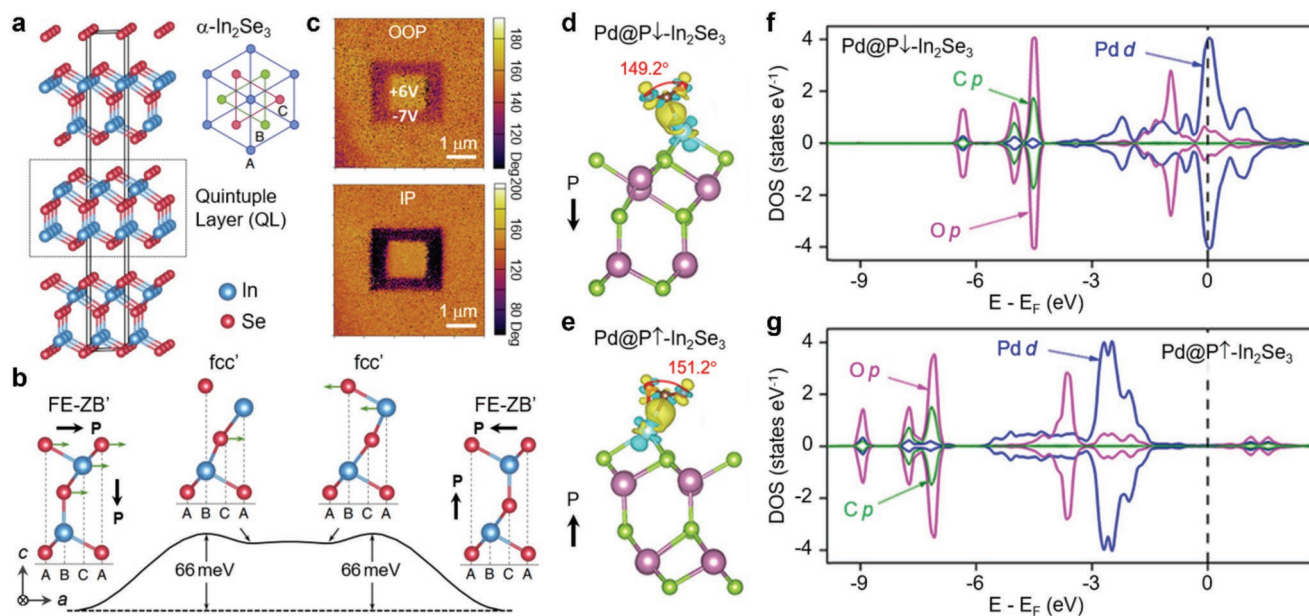 a
α-In₂Se₃
C
B
A
Quintuple
Layer (QL)
In
Se
b
FE-ZB'
P
P
A B C A
fcc'
A B C A
fcc'
A B C A
FE-ZB'
P
P
A B C A
66 meV
66 meV
c
a
c
OOP
+6V
-7V
1 μm
180
160
140
120
Deg
IP
1 μm
200
180
160
120
80
Deg
d
Pd@P↓-In₂Se₃
149.2°
P
e
Pd@P↑-In₂Se₃
151.2°
P
f
Pd@P↓-In₂Se₃
Pd d
C p
O p
DOS (states eV⁻¹)
4
2
0
-2
-4
-9 -6 -3 0
E - E_F (eV)
g
Pd@P↑-In₂Se₃
Pd d
O p
C p
DOS (states eV⁻¹)
4
2
0
-2
-4
-9 -6 -3 0
E - E_F (eV)